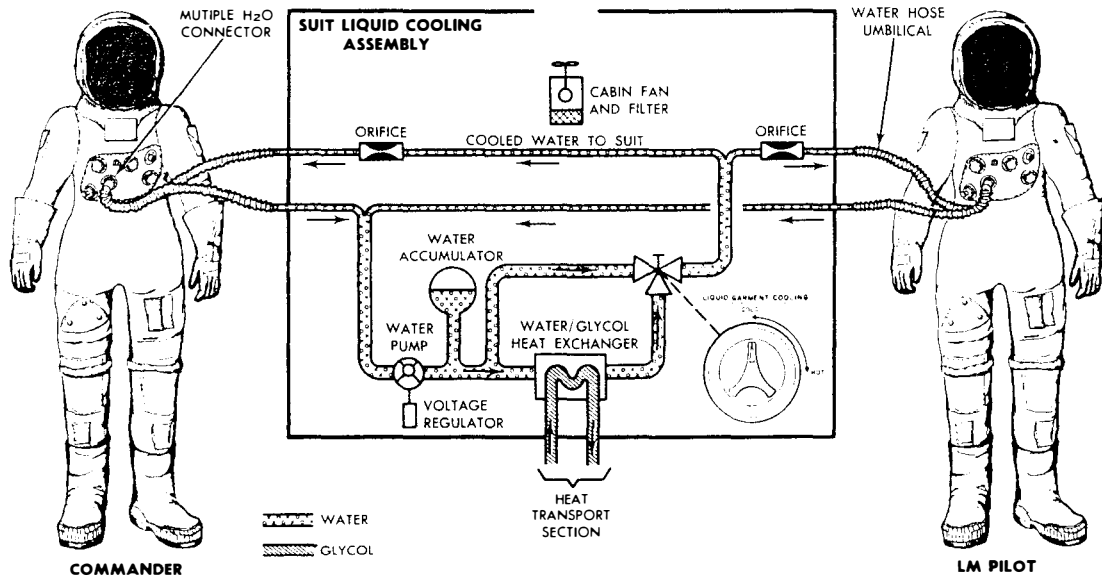 MUTIPLE H2O
CONNECTOR
SUIT LIQUID COOLING
ASSEMBLY
WATER HOSE
UMBILICAL
CABIN FAN
AND FILTER
ORIFICE
COOLED WATER TO SUIT
ORIFICE
WATER
ACCUMULATOR
LIQUID GARMENT COOLING
WATER
PUMP
WATER/GLYCOL
HEAT EXCHANGER
HOT
VOLTAGE
REGULATOR
HEAT
TRANSPORT
SECTION
WATER
GLYCOL
COMMANDER
LM PILOT